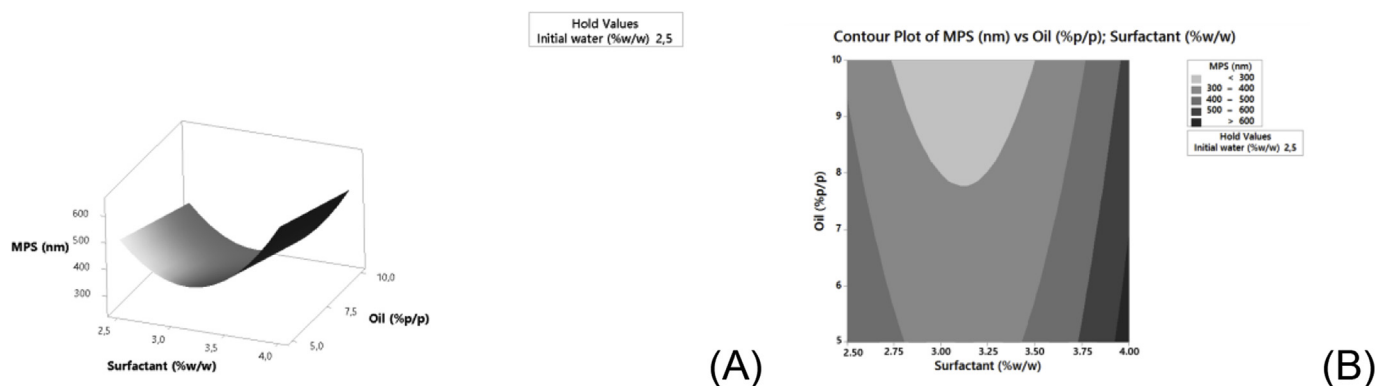 Hold Values
Initial water (%w/w) 2,5
600
MPS (nm) 500
400
300
2,5
3,0
3,5
4,0
Surfactant (%w/w)
5,0
7,5
10,0
Oil (%p/p)
(A)
Contour Plot of MPS (nm) vs Oil (%p/p); Surfactant (%w/w)
10
9
8
7
6
5
Oil (%p/p)
2.50 2.75 3.00 3.25 3.50 3.75 4.00
Surfactant (%w/w)
MPS (nm)
< 300
300 – 400
400 – 500
500 – 600
> 600
Hold Values
Initial water (%w/w) 2,5
(B)